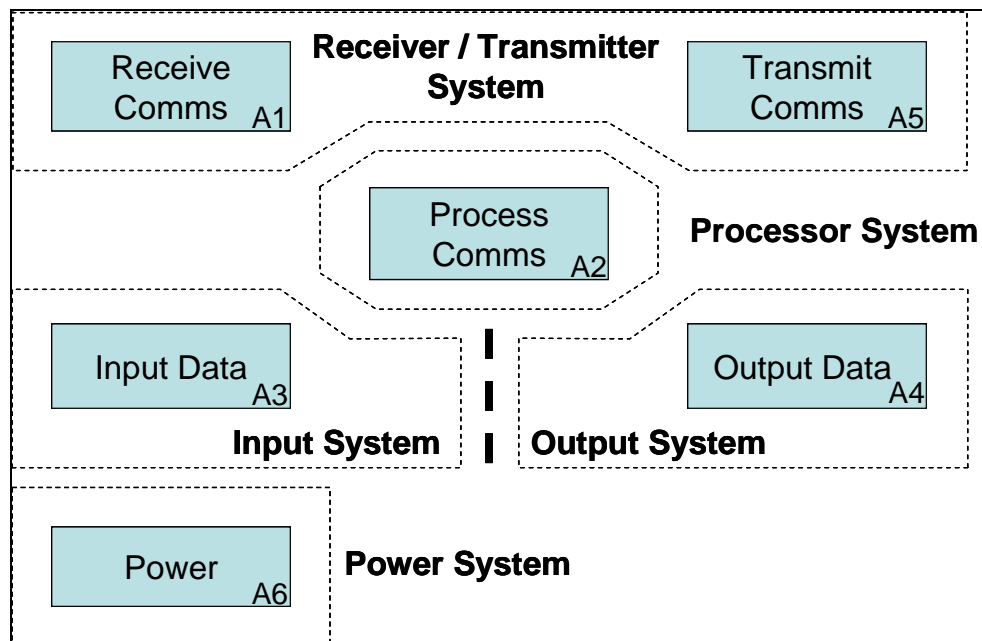 Receive
Comms
A1
Receiver / Transmitter
System
Transmit
Comms
A5
Process
Comms
A2
Processor System
Input Data
A3
Input System
Output Data
A4
Output System
Power
A6
Power System